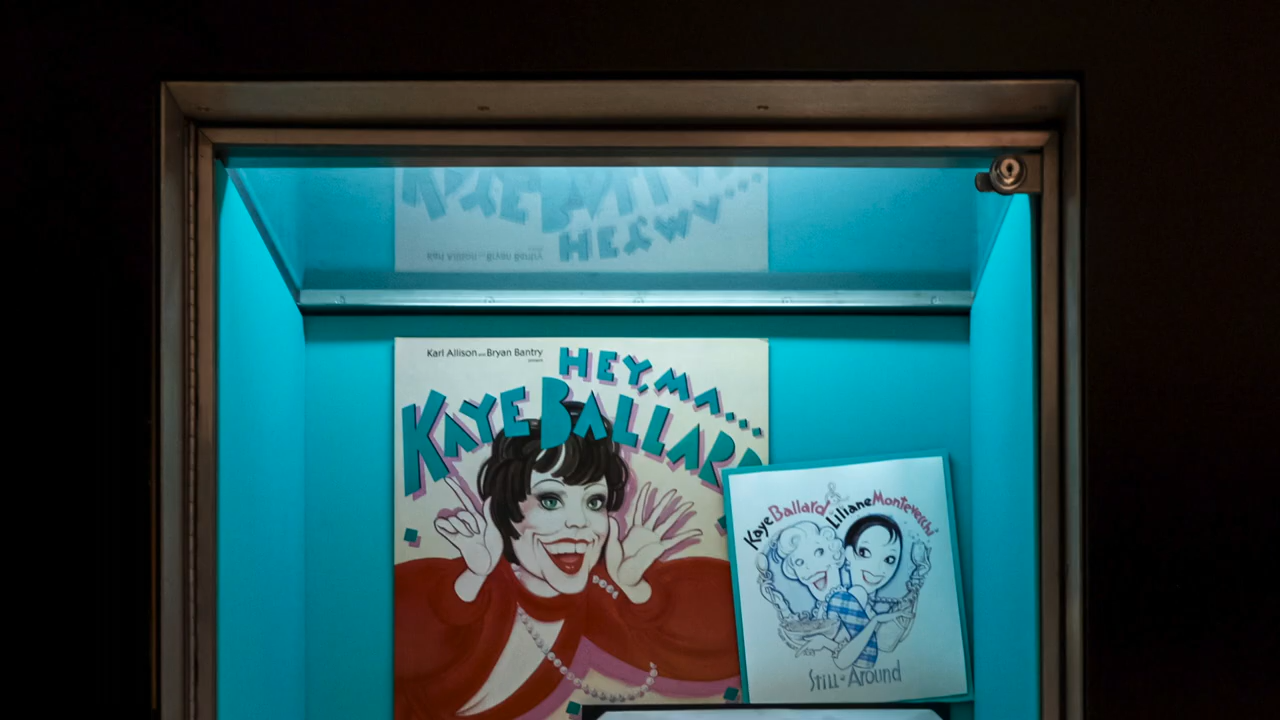 Karl Allison and Bryan Bantry
present
HEY, MA...
KAYE BALLARD
Kaye Ballard & Liliane Montevecchi
Still Around